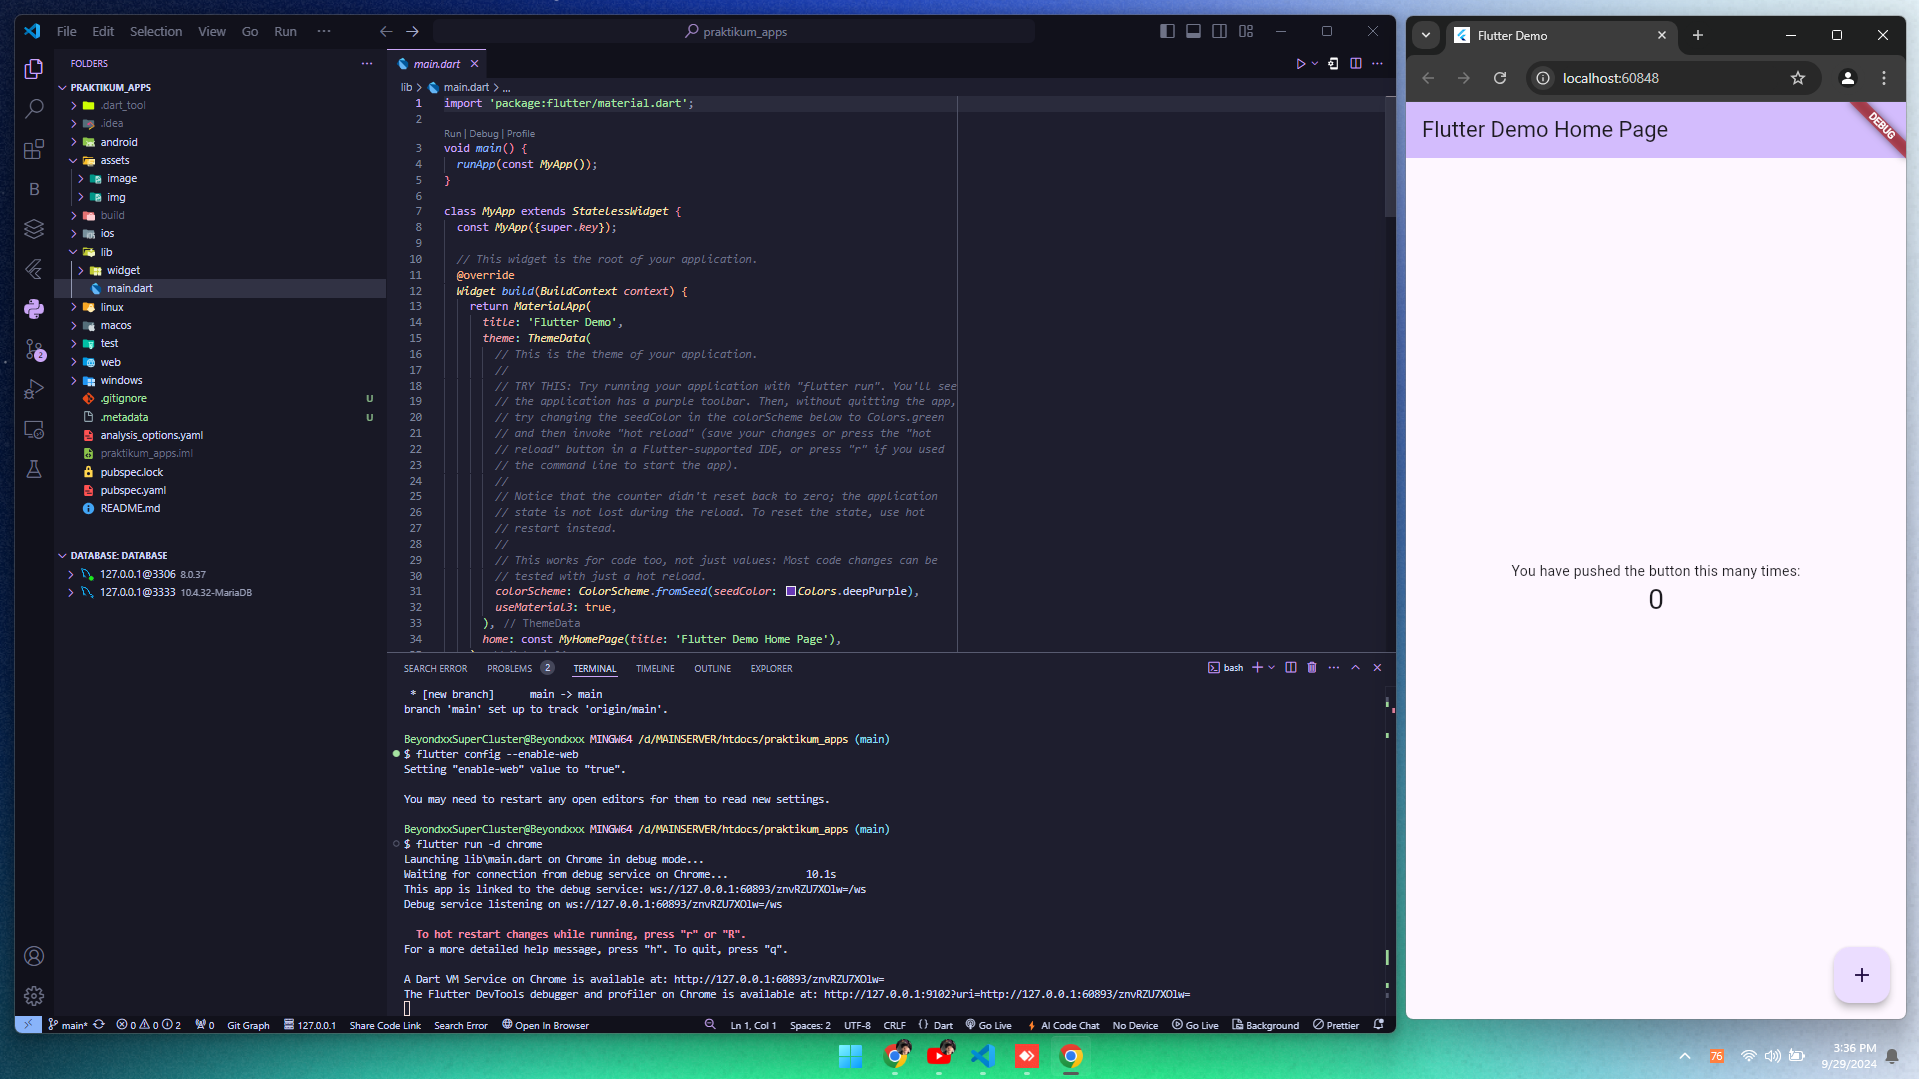 File Edit Selection View Go Run ···
praktikum_apps
FOLDERS
PRAKTIKUM_APPS
.dart_tool
.idea
android
assets
image
img
build
ios
lib
widget
main.dart
linux
macos
test
web
windows
.gitignore U
.metadata U
analysis_options.yaml
praktikum_apps.iml
pubspec.lock
pubspec.yaml
README.md
DATABASE: DATABASE
127.0.0.1@3306 8.0.37
127.0.0.1@3333 10.4.32-MariaDB
B
2
main.dart
lib > main.dart > ...
1 import 'package:flutter/material.dart';
2
Run | Debug | Profile
3 void main() {
4 runApp(const MyApp());
5 }
6
7 class MyApp extends StatelessWidget {
8 const MyApp({super.key});
9
10 // This widget is the root of your application.
11 @override
12 Widget build(BuildContext context) {
13 return MaterialApp(
14 title: 'Flutter Demo',
15 theme: ThemeData(
16 // This is the theme of your application.
17 //
18 // TRY THIS: Try running your application with "flutter run". You'll see
19 // the application has a purple toolbar. Then, without quitting the app,
20 // try changing the seedColor in the colorScheme below to Colors.green
21 // and then invoke "hot reload" (save your changes or press the "hot
22 // reload" button in a Flutter-supported IDE, or press "r" if you used
23 // the command line to start the app).
24 //
25 // Notice that the counter didn't reset back to zero; the application
26 // state is not lost during the reload. To reset the state, use hot
27 // restart instead.
28 //
29 // This works for code too, not just values: Most code changes can be
30 // tested with just a hot reload.
31 colorScheme: ColorScheme.fromSeed(seedColor: Colors.deepPurple),
32 useMaterial3: true,
33 ), // ThemeData
34 home: const MyHomePage(title: 'Flutter Demo Home Page'),
SEARCH ERROR PROBLEMS 2 TERMINAL TIMELINE OUTLINE EXPLORER
bash
* [new branch] main -> main
branch 'main' set up to track 'origin/main'.
BeyondxxSuperCluster@Beyondxxx MINGW64 /d/MAINSERVER/htdocs/praktikum_apps (main)
$ flutter config --enable-web
Setting "enable-web" value to "true".
You may need to restart any open editors for them to read new settings.
BeyondxxSuperCluster@Beyondxxx MINGW64 /d/MAINSERVER/htdocs/praktikum_apps (main)
$ flutter run -d chrome
Launching lib\main.dart on Chrome in debug mode...
Waiting for connection from debug service on Chrome... 10.1s
This app is linked to the debug service: ws://127.0.0.1:60893/znvRZU7XOlw=/ws
Debug service listening on ws://127.0.0.1:60893/znvRZU7XOlw=/ws
To hot restart changes while running, press "r" or "R".
For a more detailed help message, press "h". To quit, press "q".
A Dart VM Service on Chrome is available at: http://127.0.0.1:60893/znvRZU7XOlw=
The Flutter DevTools debugger and profiler on Chrome is available at: http://127.0.0.1:9102?uri=http://127.0.0.1:60893/znvRZU7XOlw=
main* 0 0 2 0 Git Graph 127.0.0.1 Share Code Link Search Error Open In Browser Ln 1, Col 1 Spaces: 2 UTF-8 CRLF {} Dart Go Live AI Code Chat No Device Go Live Background Prettier
Flutter Demo
localhost:60848
Flutter Demo Home Page
DEBUG
You have pushed the button this many times:
0
+
76
3:36 PM
9/29/2024